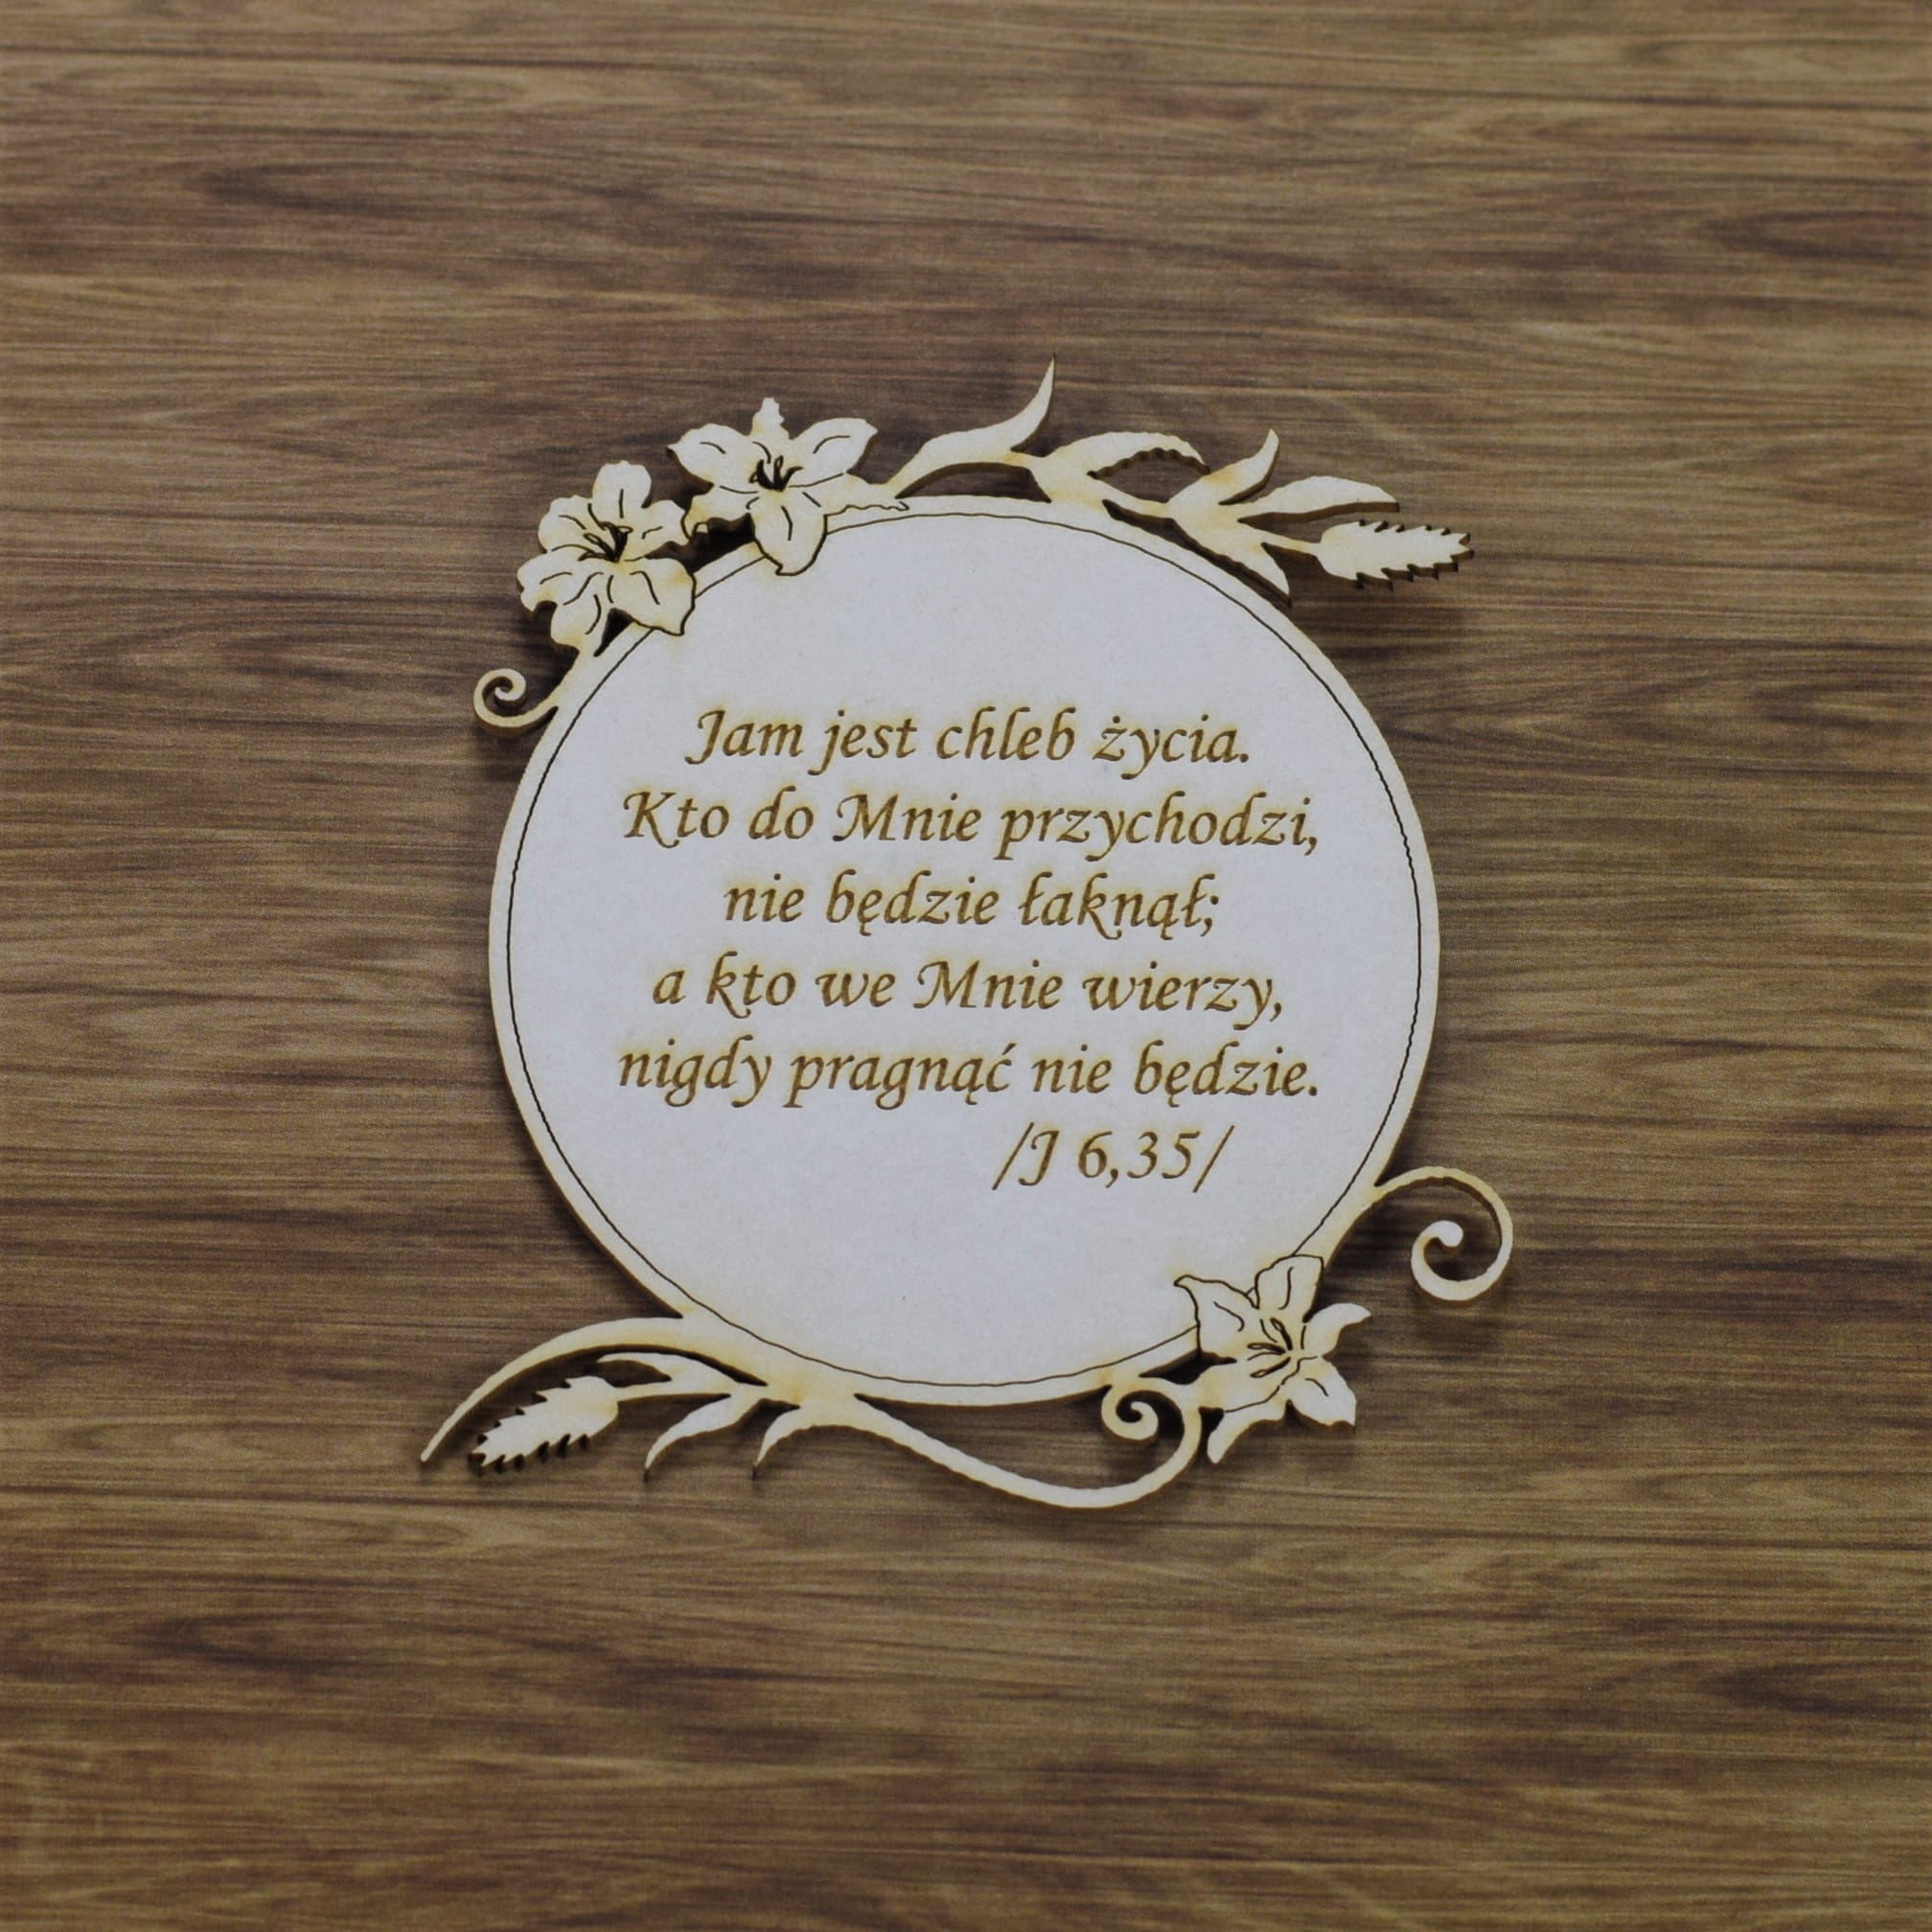 Jam jest chleb życia.
Kto do Mnie przychodzi,
nie będzie łaknął;
a kto we Mnie wierzy,
nigdy pragnąć nie będzie.
/J 6,35/